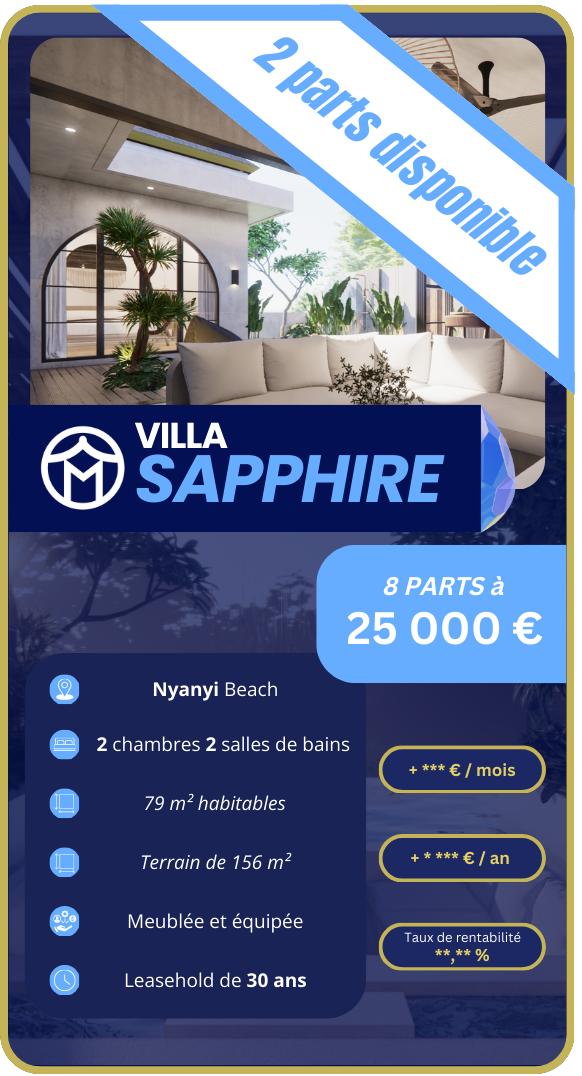 2 parts disponible
VILLA
SAPPHIRE
8 PARTS à
25 000 €
Nyanyi Beach
2 chambres 2 salles de bains
79 m² habitables
Terrain de 156 m²
Meublée et équipée
Leasehold de 30 ans
+ *** € / mois
+ * *** € / an
Taux de rentabilité
**,** %